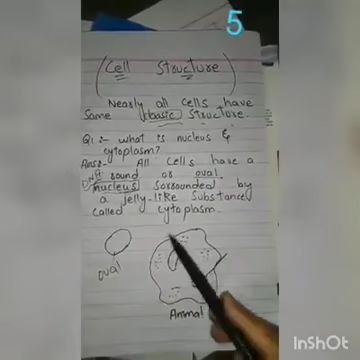 5
(Cell Structure)
Nearly all cells have
same basic structure.
Q1:- What is nucleus &
cytoplasm?
Ans:- All cells have a
round or oval
nucleus sorrounded by
a jelly-like substance
called cytoplasm.
oval
Animal
InShOt